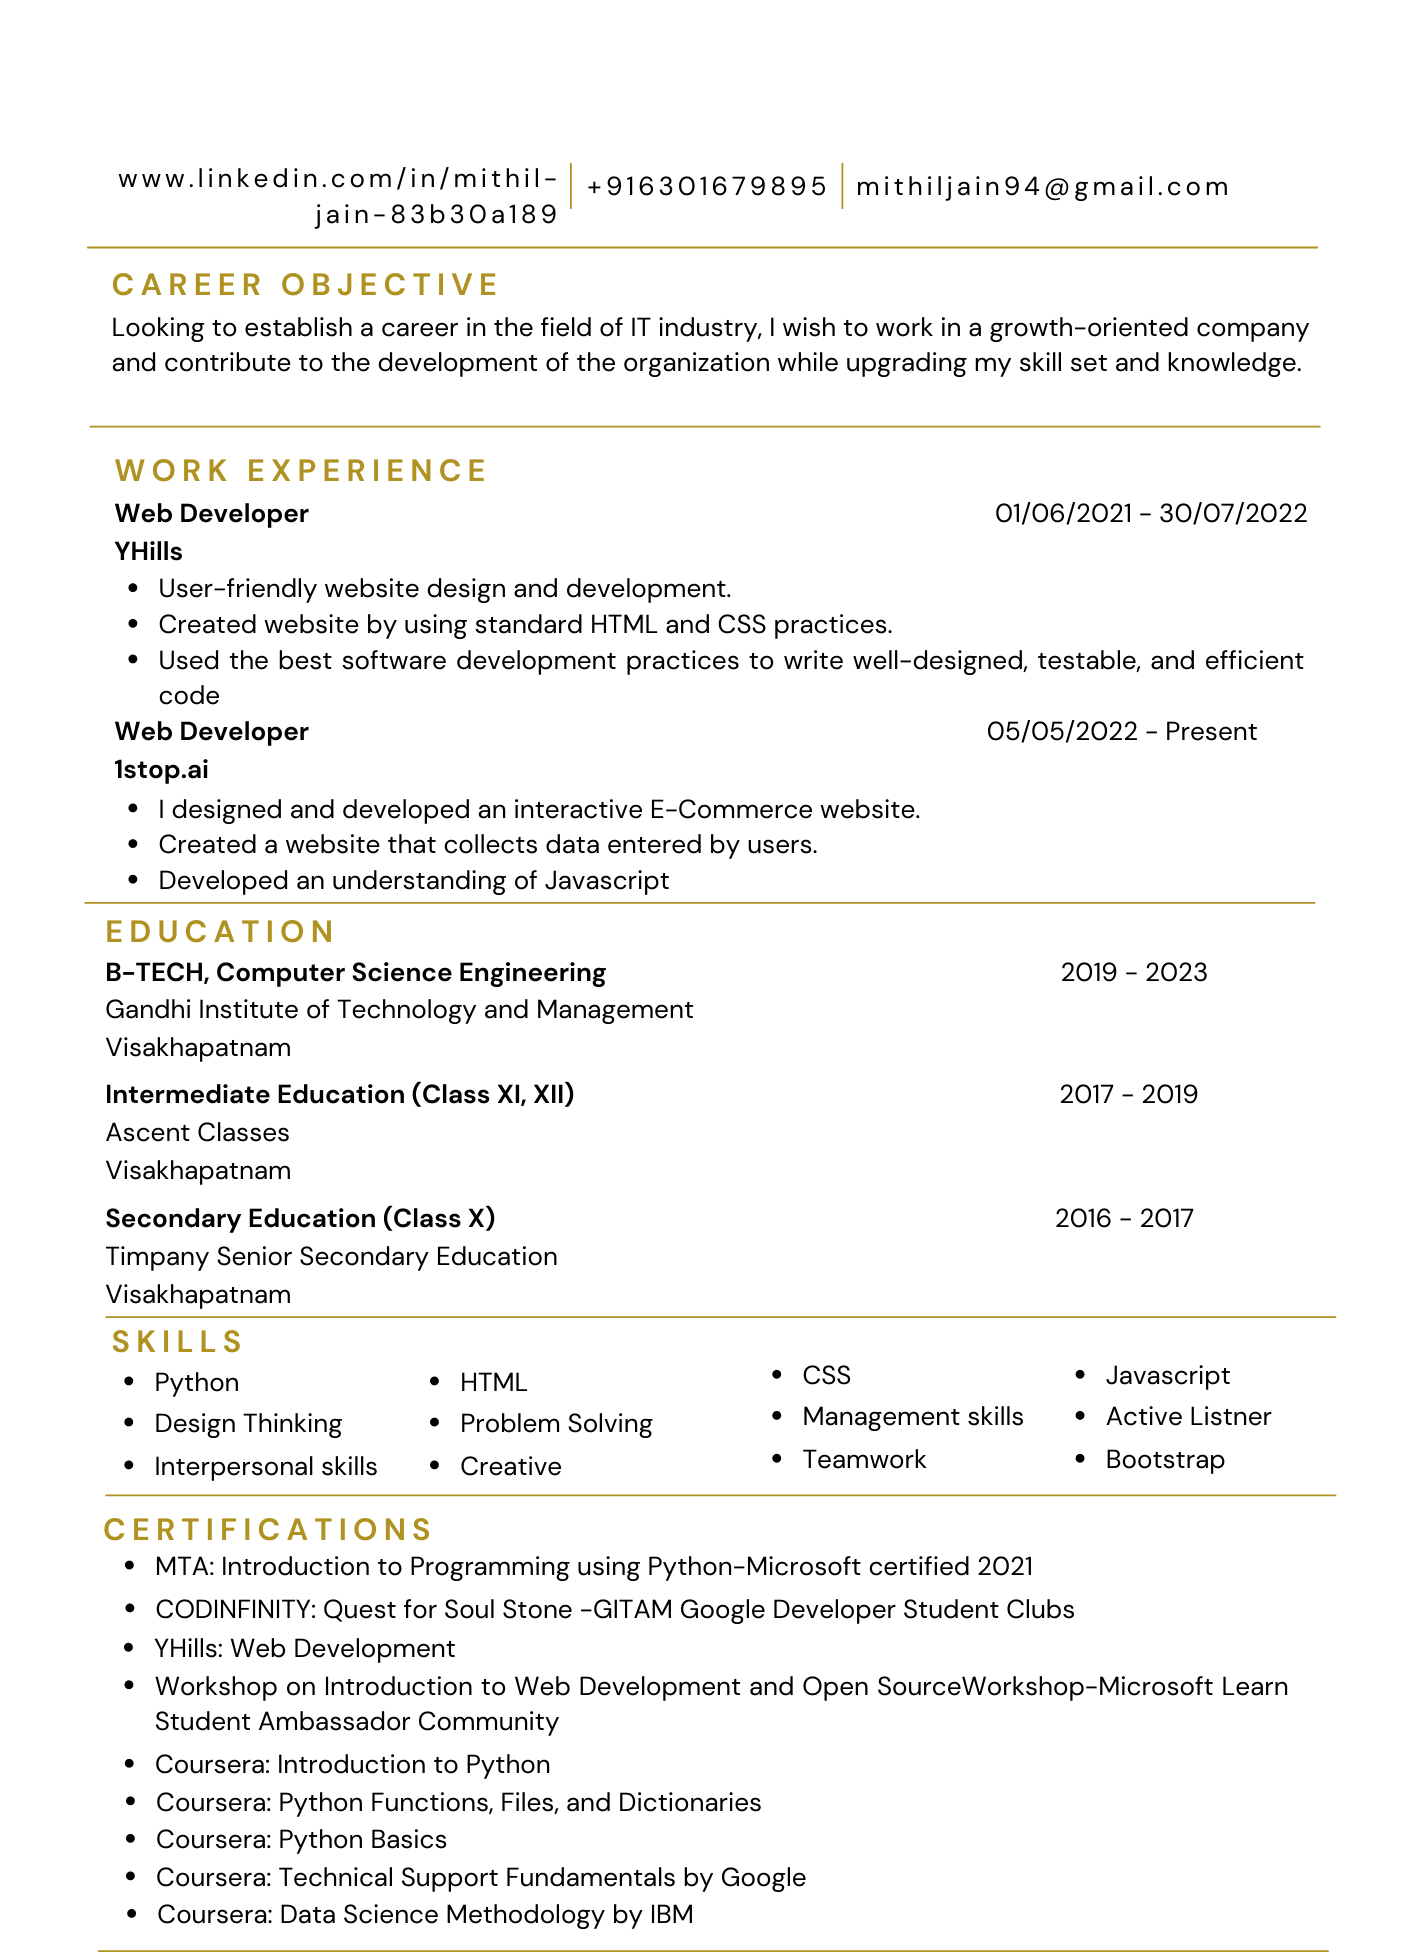 www.linkedin.com/in/mithil-
jain-83b30a189
+916301679895
mithiljain94@gmail.com
CAREER OBJECTIVE
Looking to establish a career in the field of IT industry, I wish to work in a growth-oriented company
and contribute to the development of the organization while upgrading my skill set and knowledge.
WORK EXPERIENCE
Web Developer 01/06/2021 - 30/07/2022
YHills
• User-friendly website design and development.
• Created website by using standard HTML and CSS practices.
• Used the best software development practices to write well-designed, testable, and efficient
code
Web Developer 05/05/2022 - Present
1stop.ai
• I designed and developed an interactive E-Commerce website.
• Created a website that collects data entered by users.
• Developed an understanding of Javascript
EDUCATION
B-TECH, Computer Science Engineering 2019 - 2023
Gandhi Institute of Technology and Management
Visakhapatnam
Intermediate Education (Class XI, XII) 2017 - 2019
Ascent Classes
Visakhapatnam
Secondary Education (Class X) 2016 - 2017
Timpany Senior Secondary Education
Visakhapatnam
SKILLS
• Python • HTML • CSS • Javascript
• Design Thinking • Problem Solving • Management skills • Active Listner
• Interpersonal skills • Creative • Teamwork • Bootstrap
CERTIFICATIONS
• MTA: Introduction to Programming using Python-Microsoft certified 2021
• CODINFINITY: Quest for Soul Stone -GITAM Google Developer Student Clubs
• YHills: Web Development
• Workshop on Introduction to Web Development and Open SourceWorkshop-Microsoft Learn
Student Ambassador Community
• Coursera: Introduction to Python
• Coursera: Python Functions, Files, and Dictionaries
• Coursera: Python Basics
• Coursera: Technical Support Fundamentals by Google
• Coursera: Data Science Methodology by IBM